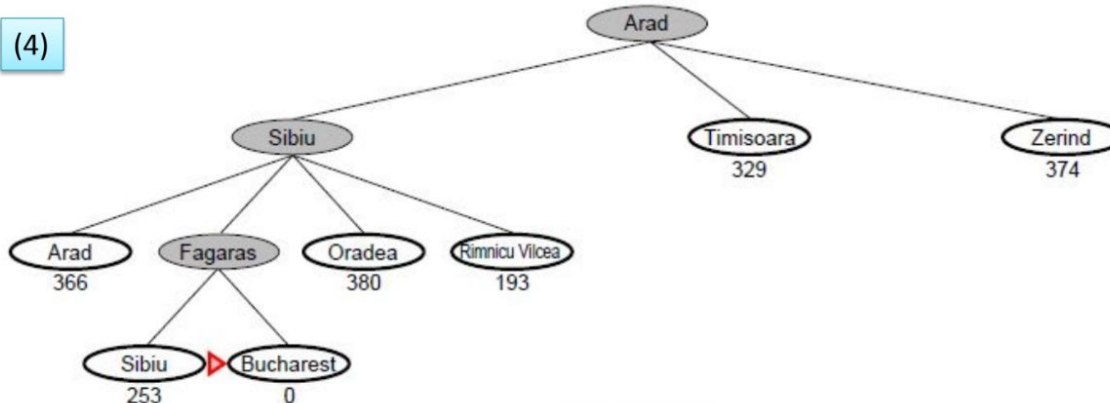 (4)
Arad
Sibiu
Timisoara
Zerind
329
374
Arad
Fagaras
Oradea
Rimnicu Vilcea
366
380
193
Sibiu
Bucharest
253
0